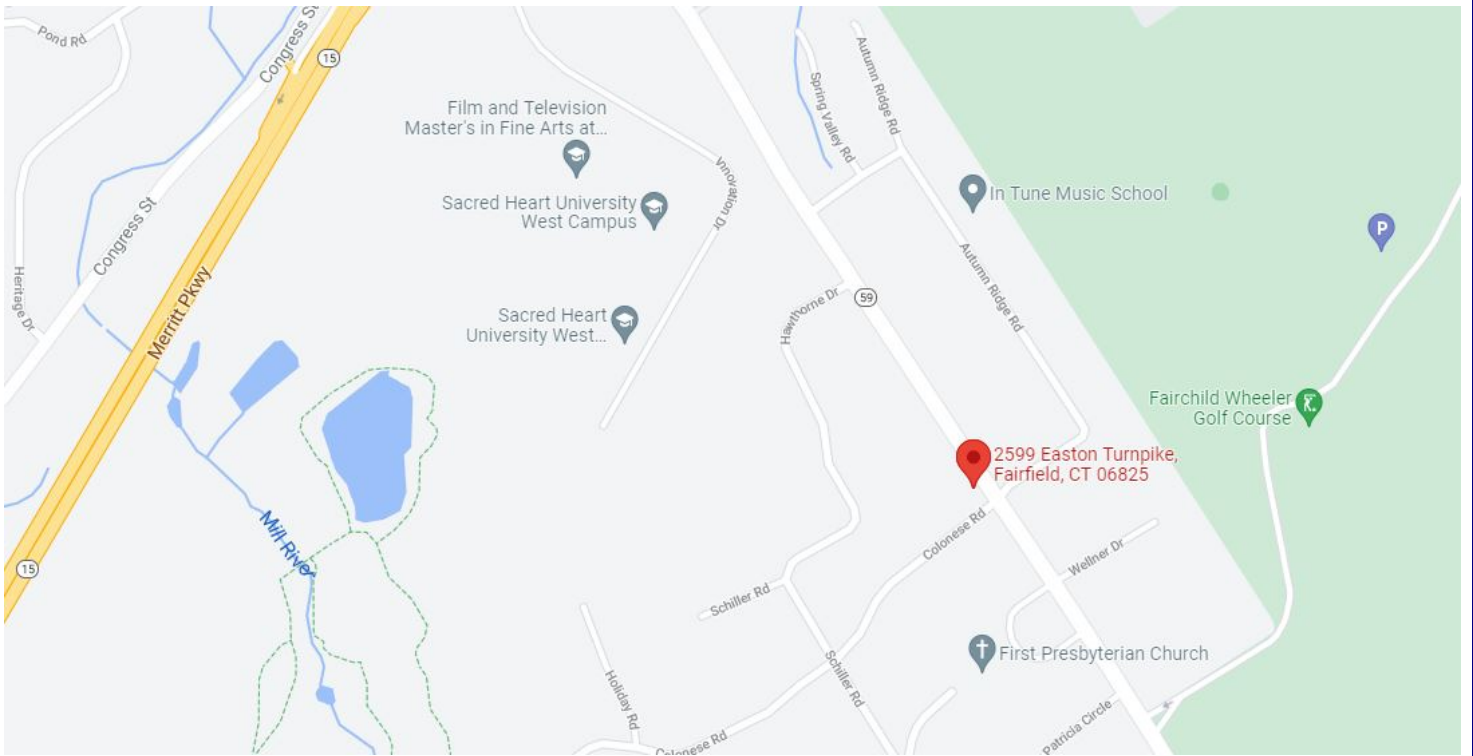 Pond Rd
Congress St
15
Film and Television
Master's in Fine Arts at...
Spring Valley Rd
Autumn Ridge Rd
Innovation Dr
Sacred Heart University
West Campus
In Tune Music School
P
Congress St
Heritage Dr
Merritt Pkwy
Autumn Ridge Rd
Hawthorne Dr
59
Sacred Heart
University West...
Fairchild Wheeler
Golf Course
2599 Easton Turnpike,
Fairfield, CT 06825
Mill River
Colonese Rd
Wellner Dr
15
Schiller Rd
First Presbyterian Church
Schiller Rd
Holiday Rd
Patricia Circle
Colonese Rd